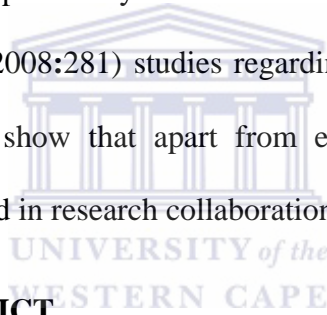 2008:281) studies regardin
show that apart from e
d in research collaboration
UNIVERSITY of the
WESTERN CAPE
ICT